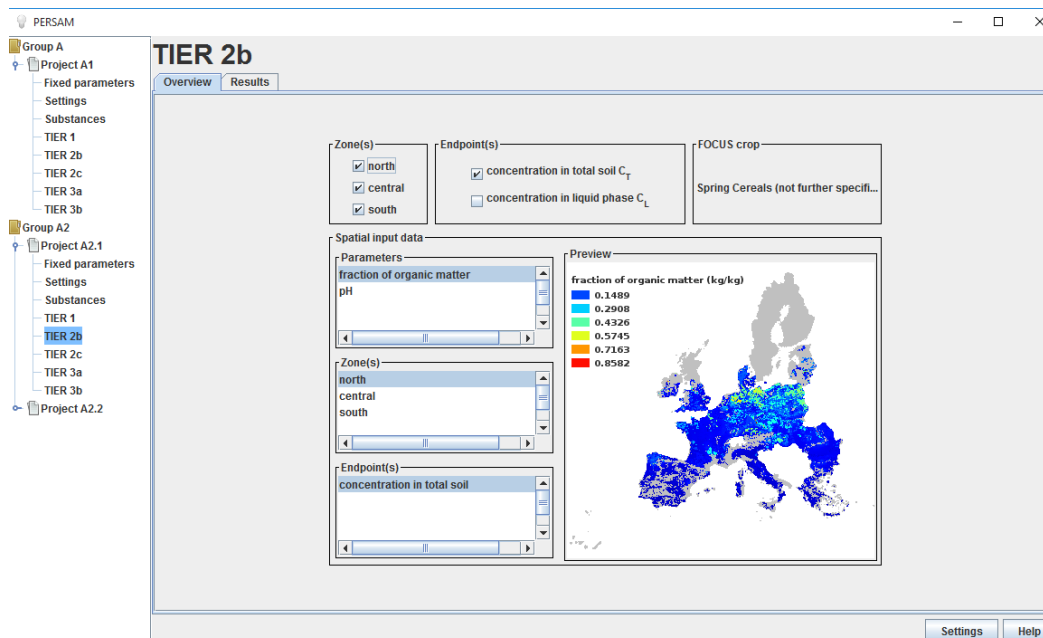 PERSAM
Group A
Project A1
Fixed parameters
Settings
Substances
TIER 1
TIER 2b
TIER 2c
TIER 3a
TIER 3b
Group A2
Project A2.1
Fixed parameters
Settings
Substances
TIER 1
TIER 2b
TIER 2c
TIER 3a
TIER 3b
Project A2.2
TIER 2b
Overview Results
Zone(s)
north
central
south
Endpoint(s)
concentration in total soil C_T
concentration in liquid phase C_L
FOCUS crop
Spring Cereals (not further specifi...
Spatial input data
Parameters
fraction of organic matter
pH
Zone(s)
north
central
south
Endpoint(s)
concentration in total soil
Preview
fraction of organic matter (kg/kg)
0.1489
0.2908
0.4326
0.5745
0.7163
0.8582
Settings Help